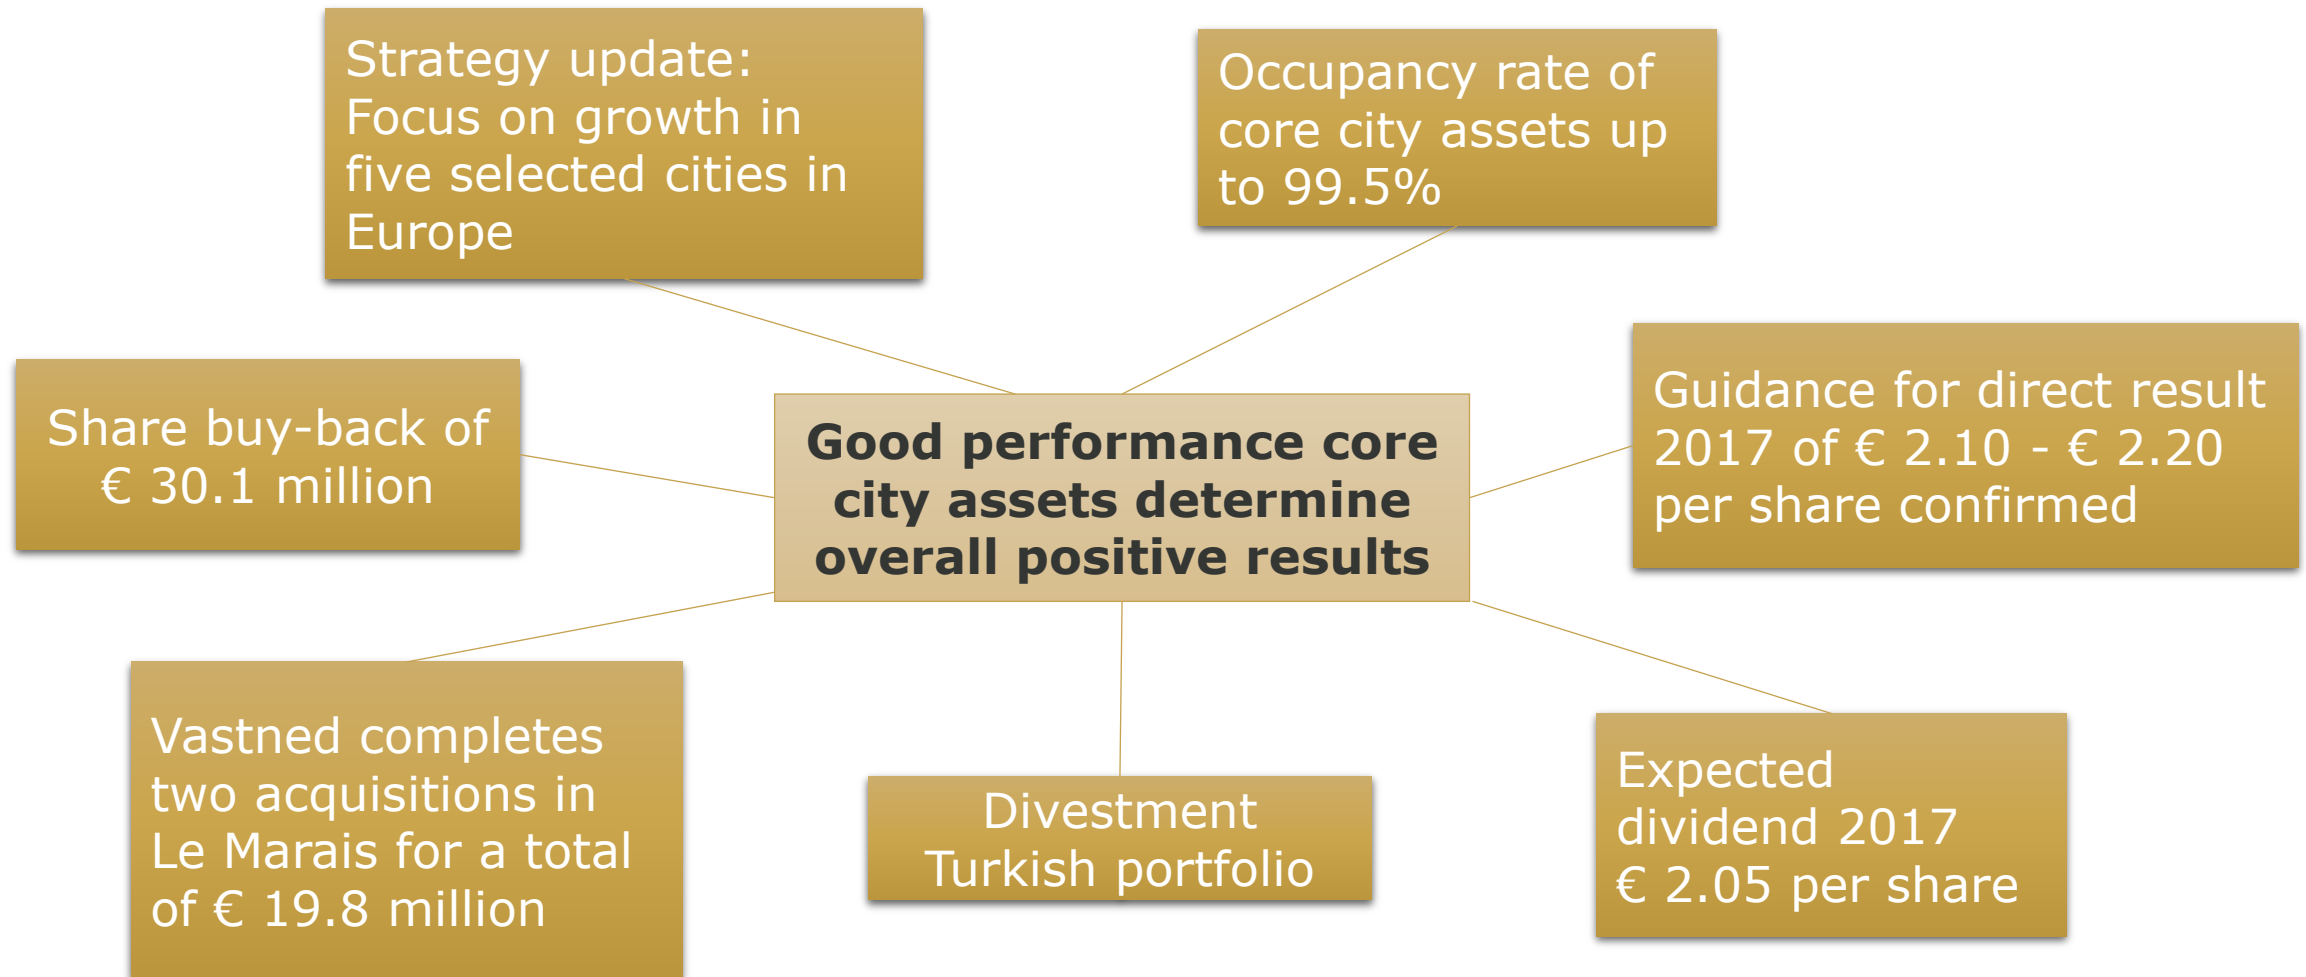 Strategy update:
Focus on growth in
five selected cities in
Europe
Occupancy rate of
core city assets up
to 99.5%
Share buy-back of
€ 30.1 million
Good performance core
city assets determine
overall positive results
Guidance for direct result
2017 of € 2.10 - € 2.20
per share confirmed
Vastned completes
two acquisitions in
Le Marais for a total
of € 19.8 million
Divestment
Turkish portfolio
Expected
dividend 2017
€ 2.05 per share